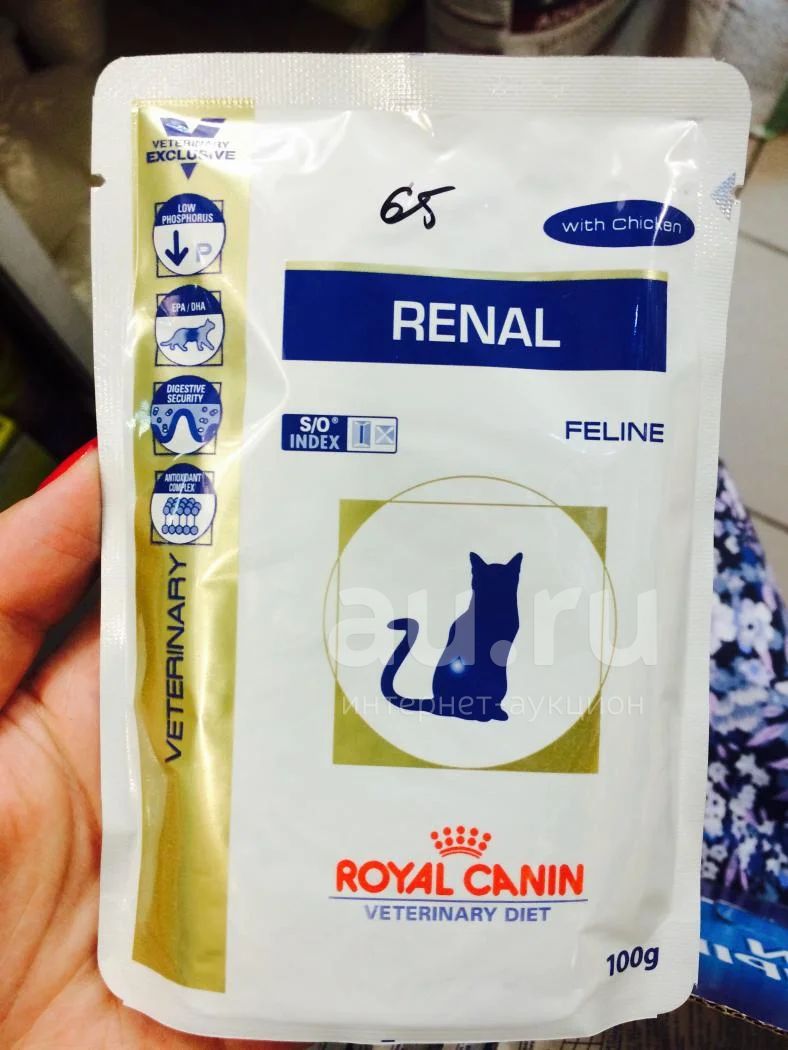 VETERINARY
EXCLUSIVE
LOW
PHOSPHORUS
P
EPA / DHA
DIGESTIVE
SECURITY
ANTIOXIDANT
COMPLEX
VETERINARY
65
with Chicken
RENAL
S/O®
INDEX
FELINE
au.ru
интернет-аукцион
ROYAL CANIN
VETERINARY DIET
100g